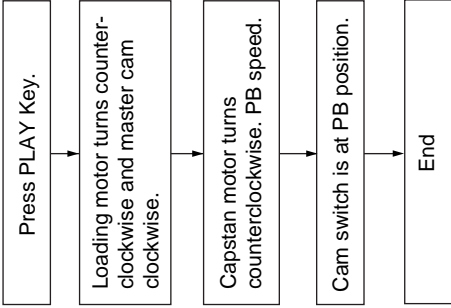 Press PLAY Key.
Loading motor turns counter-
clockwise and master cam
clockwise.
Capstan motor turns
counterclockwise. PB speed.
Cam switch is at PB position.
End